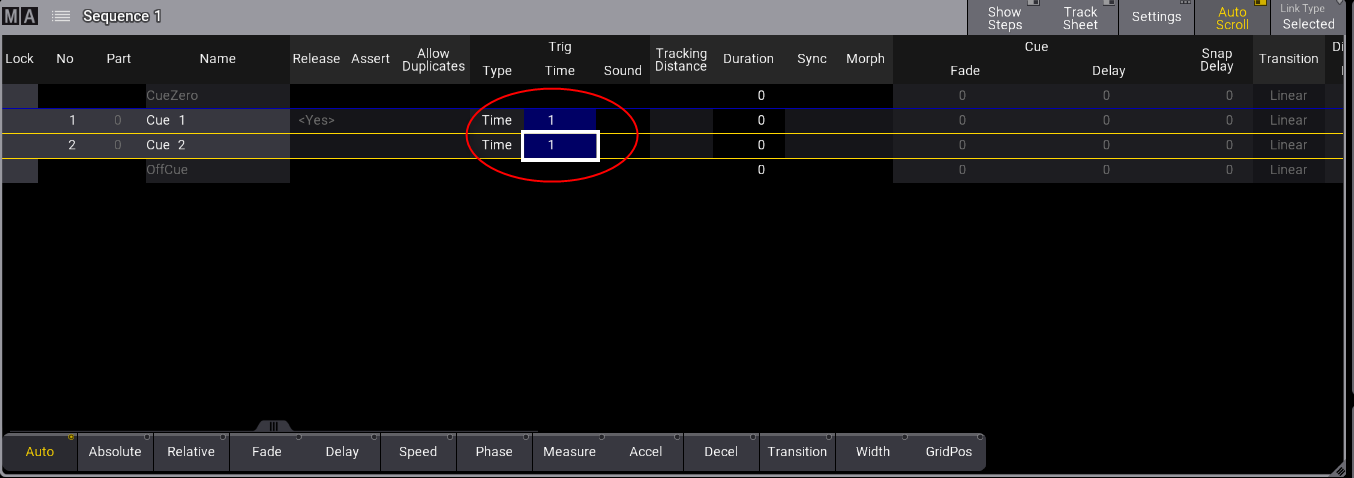 MA Sequence 1
Show Steps
Track Sheet
Settings
Auto Scroll
Link Type
Selected
Lock No Part Name Release Assert Allow Duplicates Trig Type Time Sound Tracking Distance Duration Sync Morph Cue Fade Delay Snap Delay Transition Di
CueZero 0 0 0 0 Linear
1 0 Cue 1 <Yes> Time 1 0 0 0 0 Linear
2 0 Cue 2 Time 1 0 0 0 0 Linear
OffCue 0 0 0 0 Linear
Auto Absolute Relative Fade Delay Speed Phase Measure Accel Decel Transition Width GridPos